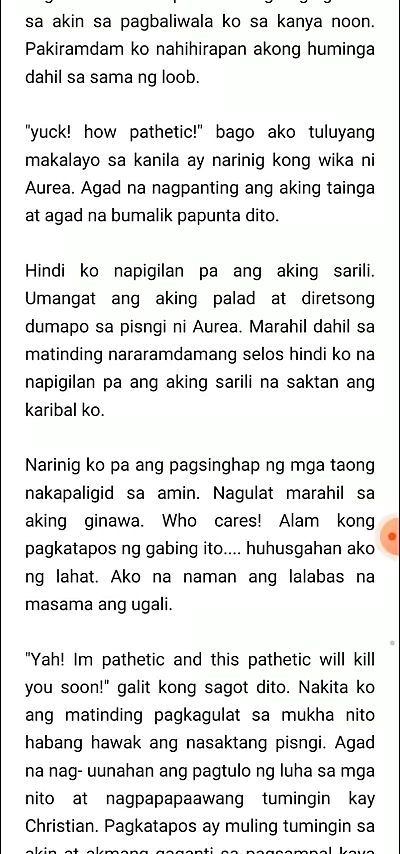 sa akin sa pagbaliwala ko sa kanya noon.
Pakiramdam ko nahihirapan akong huminga
dahil sa sama ng loob.
"yuck! how pathetic!" bago ako tuluyang
makalayo sa kanila ay narinig kong wika ni
Aurea. Agad na nagpanting ang aking tainga
at agad na bumalik papunta dito.
Hindi ko napigilan pa ang aking sarili.
Umangat ang aking palad at diretsong
dumapo sa pisngi ni Aurea. Marahil dahil sa
matinding nararamdamang selos hindi ko na
napigilan pa ang aking sarili na saktan ang
karibal ko.
Narinig ko pa ang pagsinghap ng mga taong
nakapaligid sa amin. Nagulat marahil sa
aking ginawa. Who cares! Alam kong
pagkatapos ng gabing ito.... huhusgahan ako
ng lahat. Ako na naman ang lalabas na
masama ang ugali.
"Yah! Im pathetic and this pathetic will kill
you soon!" galit kong sagot dito. Nakita ko
ang matinding pagkagulat sa mukha nito
habang hawak ang nasaktang pisngi. Agad
na nag- uunahan ang pagtulo ng luha sa mga
nito at nagpapapaawang tumingin kay
Christian. Pagkatapos ay muling tumingin sa
akin at akmang gaganti sa pagsampal kaya